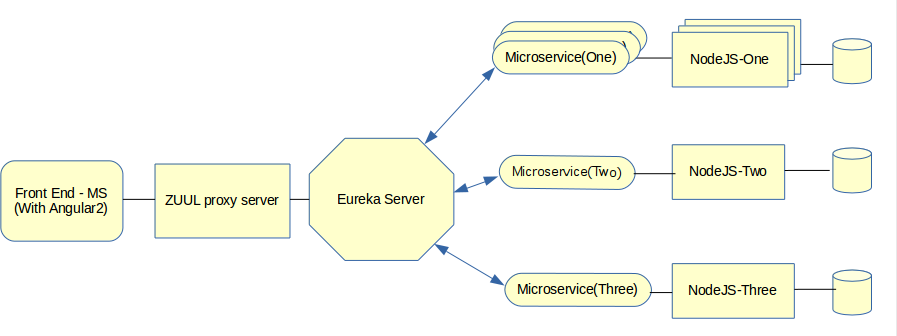 Microservice(One)
NodeJS-One
Front End - MS
(With Angular2)
ZUUL proxy server
Eureka Server
Microservice(Two)
NodeJS-Two
Microservice(Three)
NodeJS-Three